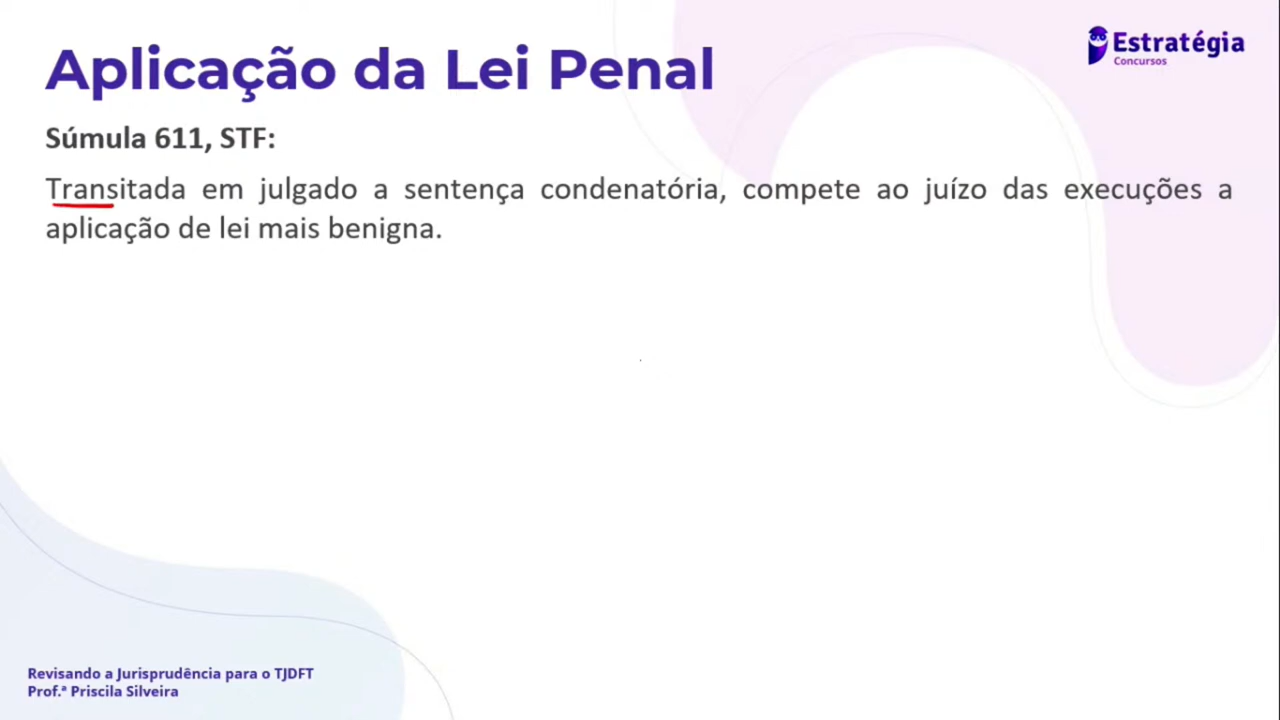 Aplicação da Lei Penal
Estratégia
Concursos
Súmula 611, STF:
Transitada em julgado a sentença condenatória, compete ao juízo das execuções a
aplicação de lei mais benigna.
Revisando a Jurisprudência para o TJDFT
Prof.ª Priscila Silveira